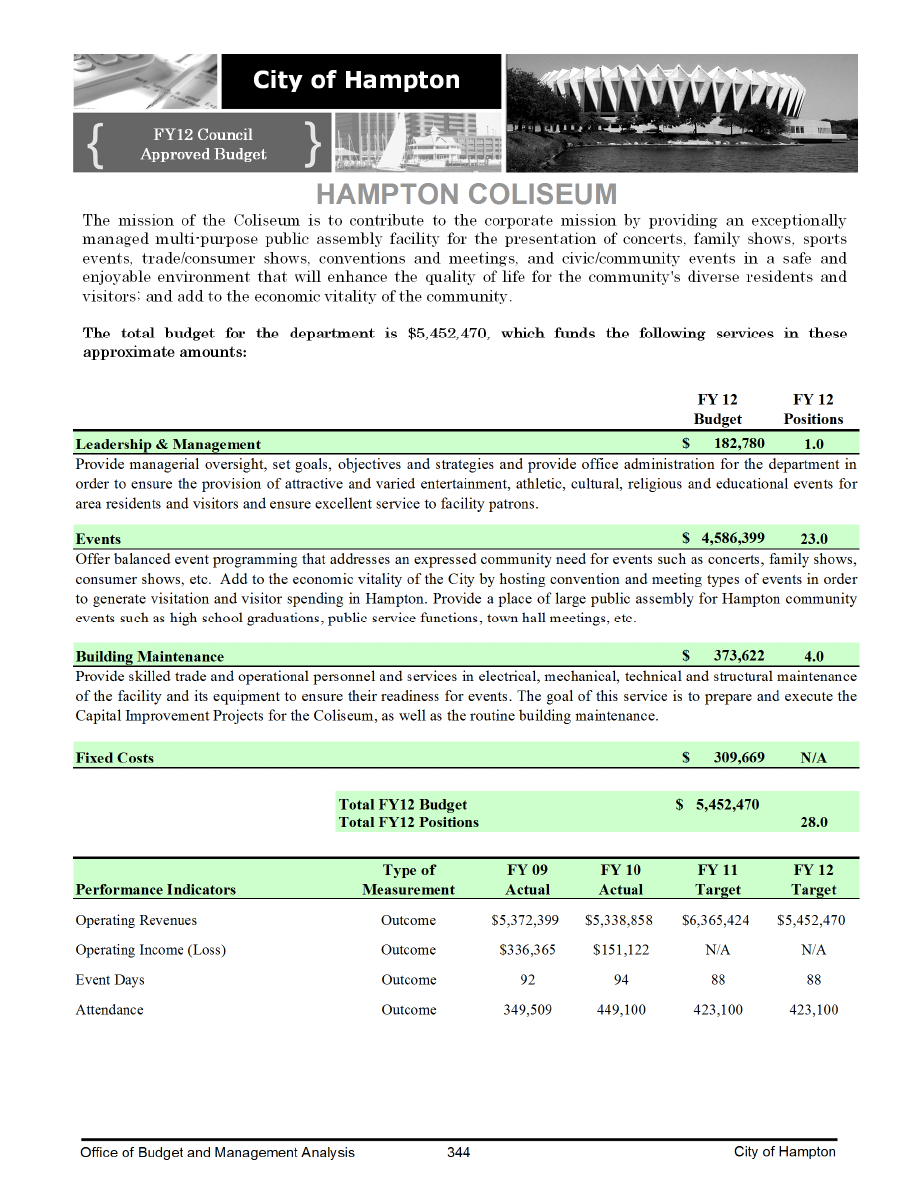 City of Hampton
FY12 Council
Approved Budget
HAMPTON COLISEUM
The mission of the Coliseum is to contribute to the corporate mission by providing an exceptionally
managed multi-purpose public assembly facility for the presentation of concerts, family shows, sports
events, trade/consumer shows, conventions and meetings, and civic/community events in a safe and
enjoyable environment that will enhance the quality of life for the community's diverse residents and
visitors; and add to the economic vitality of the community.
The total budget for the department is $5,452,470, which funds the following services in these
approximate amounts:
FY 12 FY 12
Budget Positions
Leadership & Management $ 182,780 1.0
Provide managerial oversight, set goals, objectives and strategies and provide office administration for the department in
order to ensure the provision of attractive and varied entertainment, athletic, cultural, religious and educational events for
area residents and visitors and ensure excellent service to facility patrons.
Events $ 4,586,399 23.0
Offer balanced event programming that addresses an expressed community need for events such as concerts, family shows,
consumer shows, etc. Add to the economic vitality of the City by hosting convention and meeting types of events in order
to generate visitation and visitor spending in Hampton. Provide a place of large public assembly for Hampton community
events such as high school graduations, public service functions, town hall meetings, etc.
Building Maintenance $ 373,622 4.0
Provide skilled trade and operational personnel and services in electrical, mechanical, technical and structural maintenance
of the facility and its equipment to ensure their readiness for events. The goal of this service is to prepare and execute the
Capital Improvement Projects for the Coliseum, as well as the routine building maintenance.
Fixed Costs $ 309,669 N/A
Total FY12 Budget $ 5,452,470
Total FY12 Positions 28.0
Type of FY 09 FY 10 FY 11 FY 12
Performance Indicators Measurement Actual Actual Target Target
Operating Revenues Outcome $5,372,399 $5,338,858 $6,365,424 $5,452,470
Operating Income (Loss) Outcome $336,365 $151,122 N/A N/A
Event Days Outcome 92 94 88 88
Attendance Outcome 349,509 449,100 423,100 423,100
Office of Budget and Management Analysis 344 City of Hampton